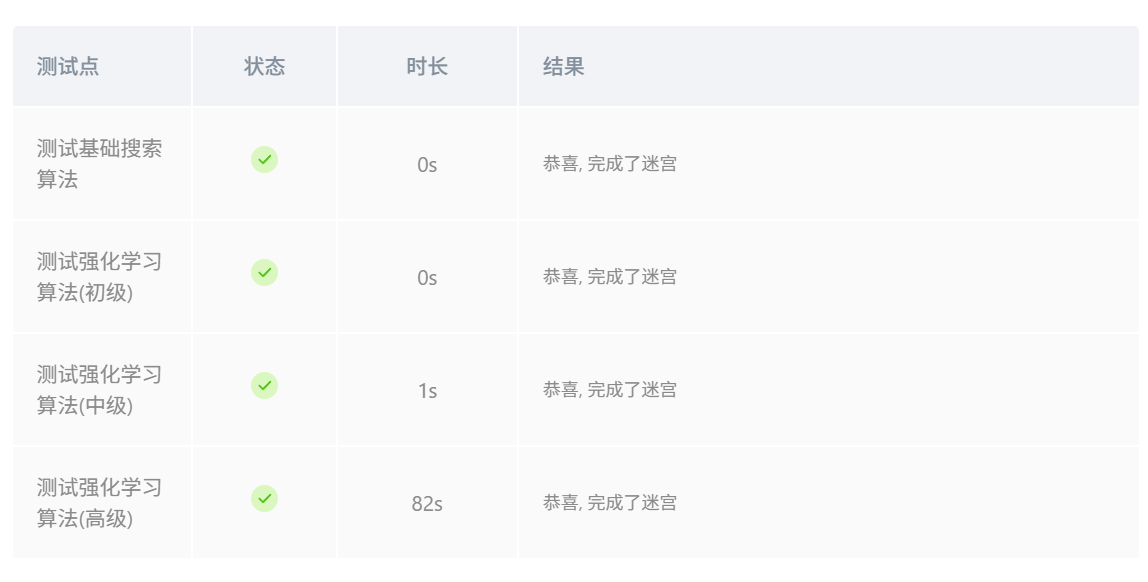 测试点 状态 时长 结果
测试基础搜索
算法
0s
恭喜, 完成了迷宫
测试强化学习
算法(初级)
0s
恭喜, 完成了迷宫
测试强化学习
算法(中级)
1s
恭喜, 完成了迷宫
测试强化学习
算法(高级)
82s
恭喜, 完成了迷宫